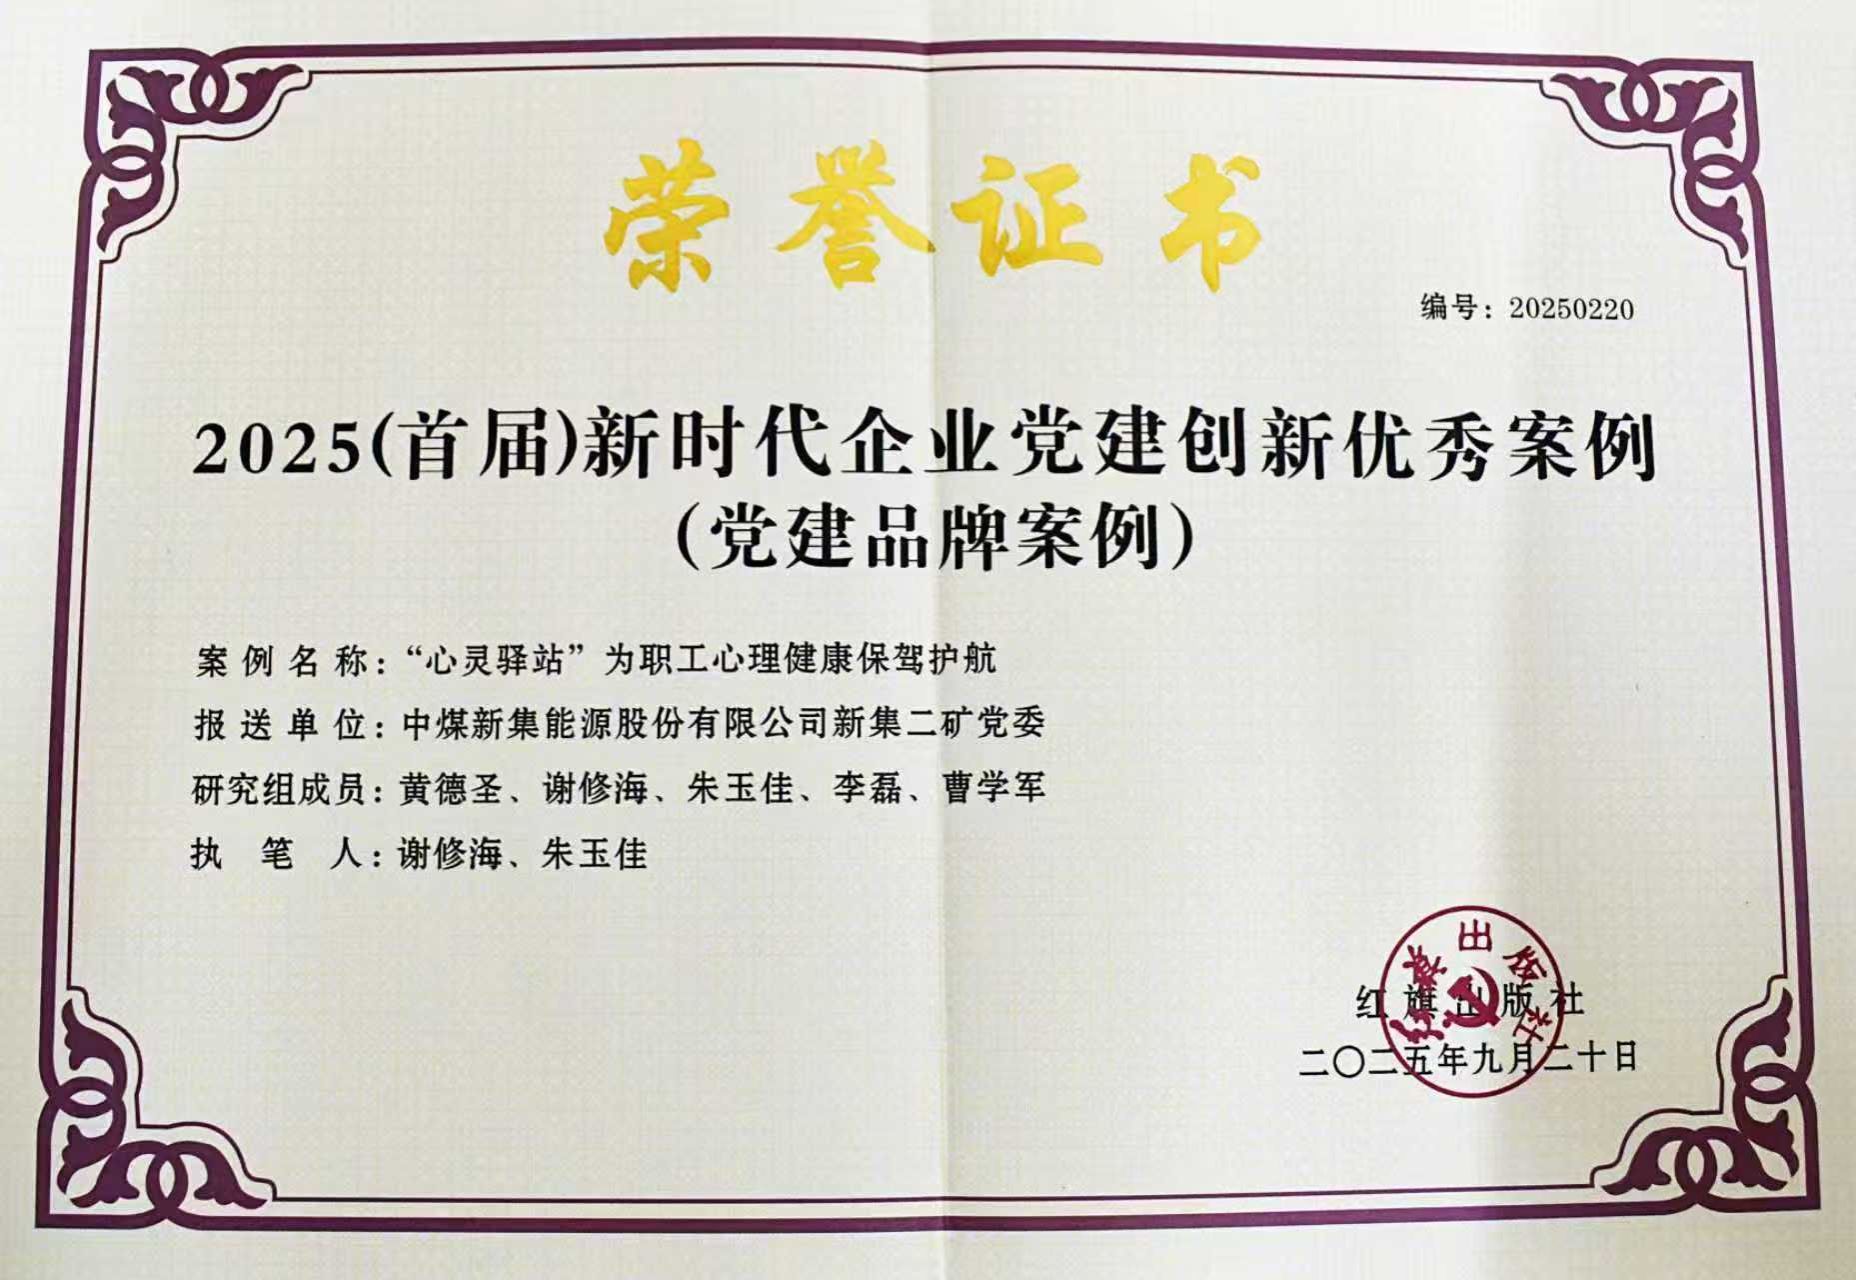 荣誉证书
编号：20250220
2025(首届)新时代企业党建创新优秀案例
（党建品牌案例）
案例名称：“心灵驿站”为职工心理健康保驾护航
报送单位：中煤新集能源股份有限公司新集二矿党委
研究组成员：黄德圣、谢修海、朱玉佳、李磊、曹学军
执笔人：谢修海、朱玉佳
红旗出版社
红旗出版社
二〇二五年九月二十日